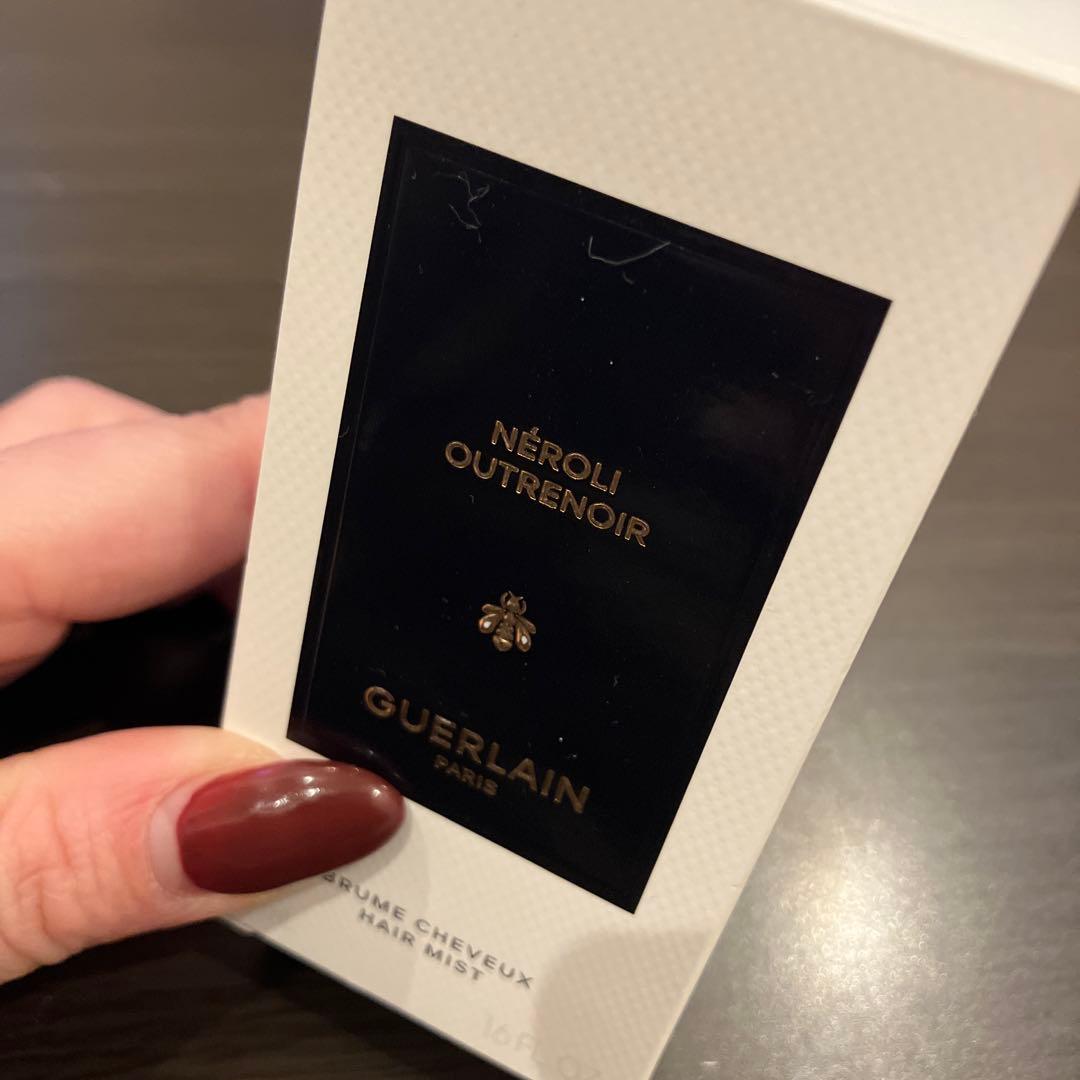 NÉROLI
OUTRENOIR
GUERLAIN
PARIS
BRUME CHEVEUX
HAIR MIST